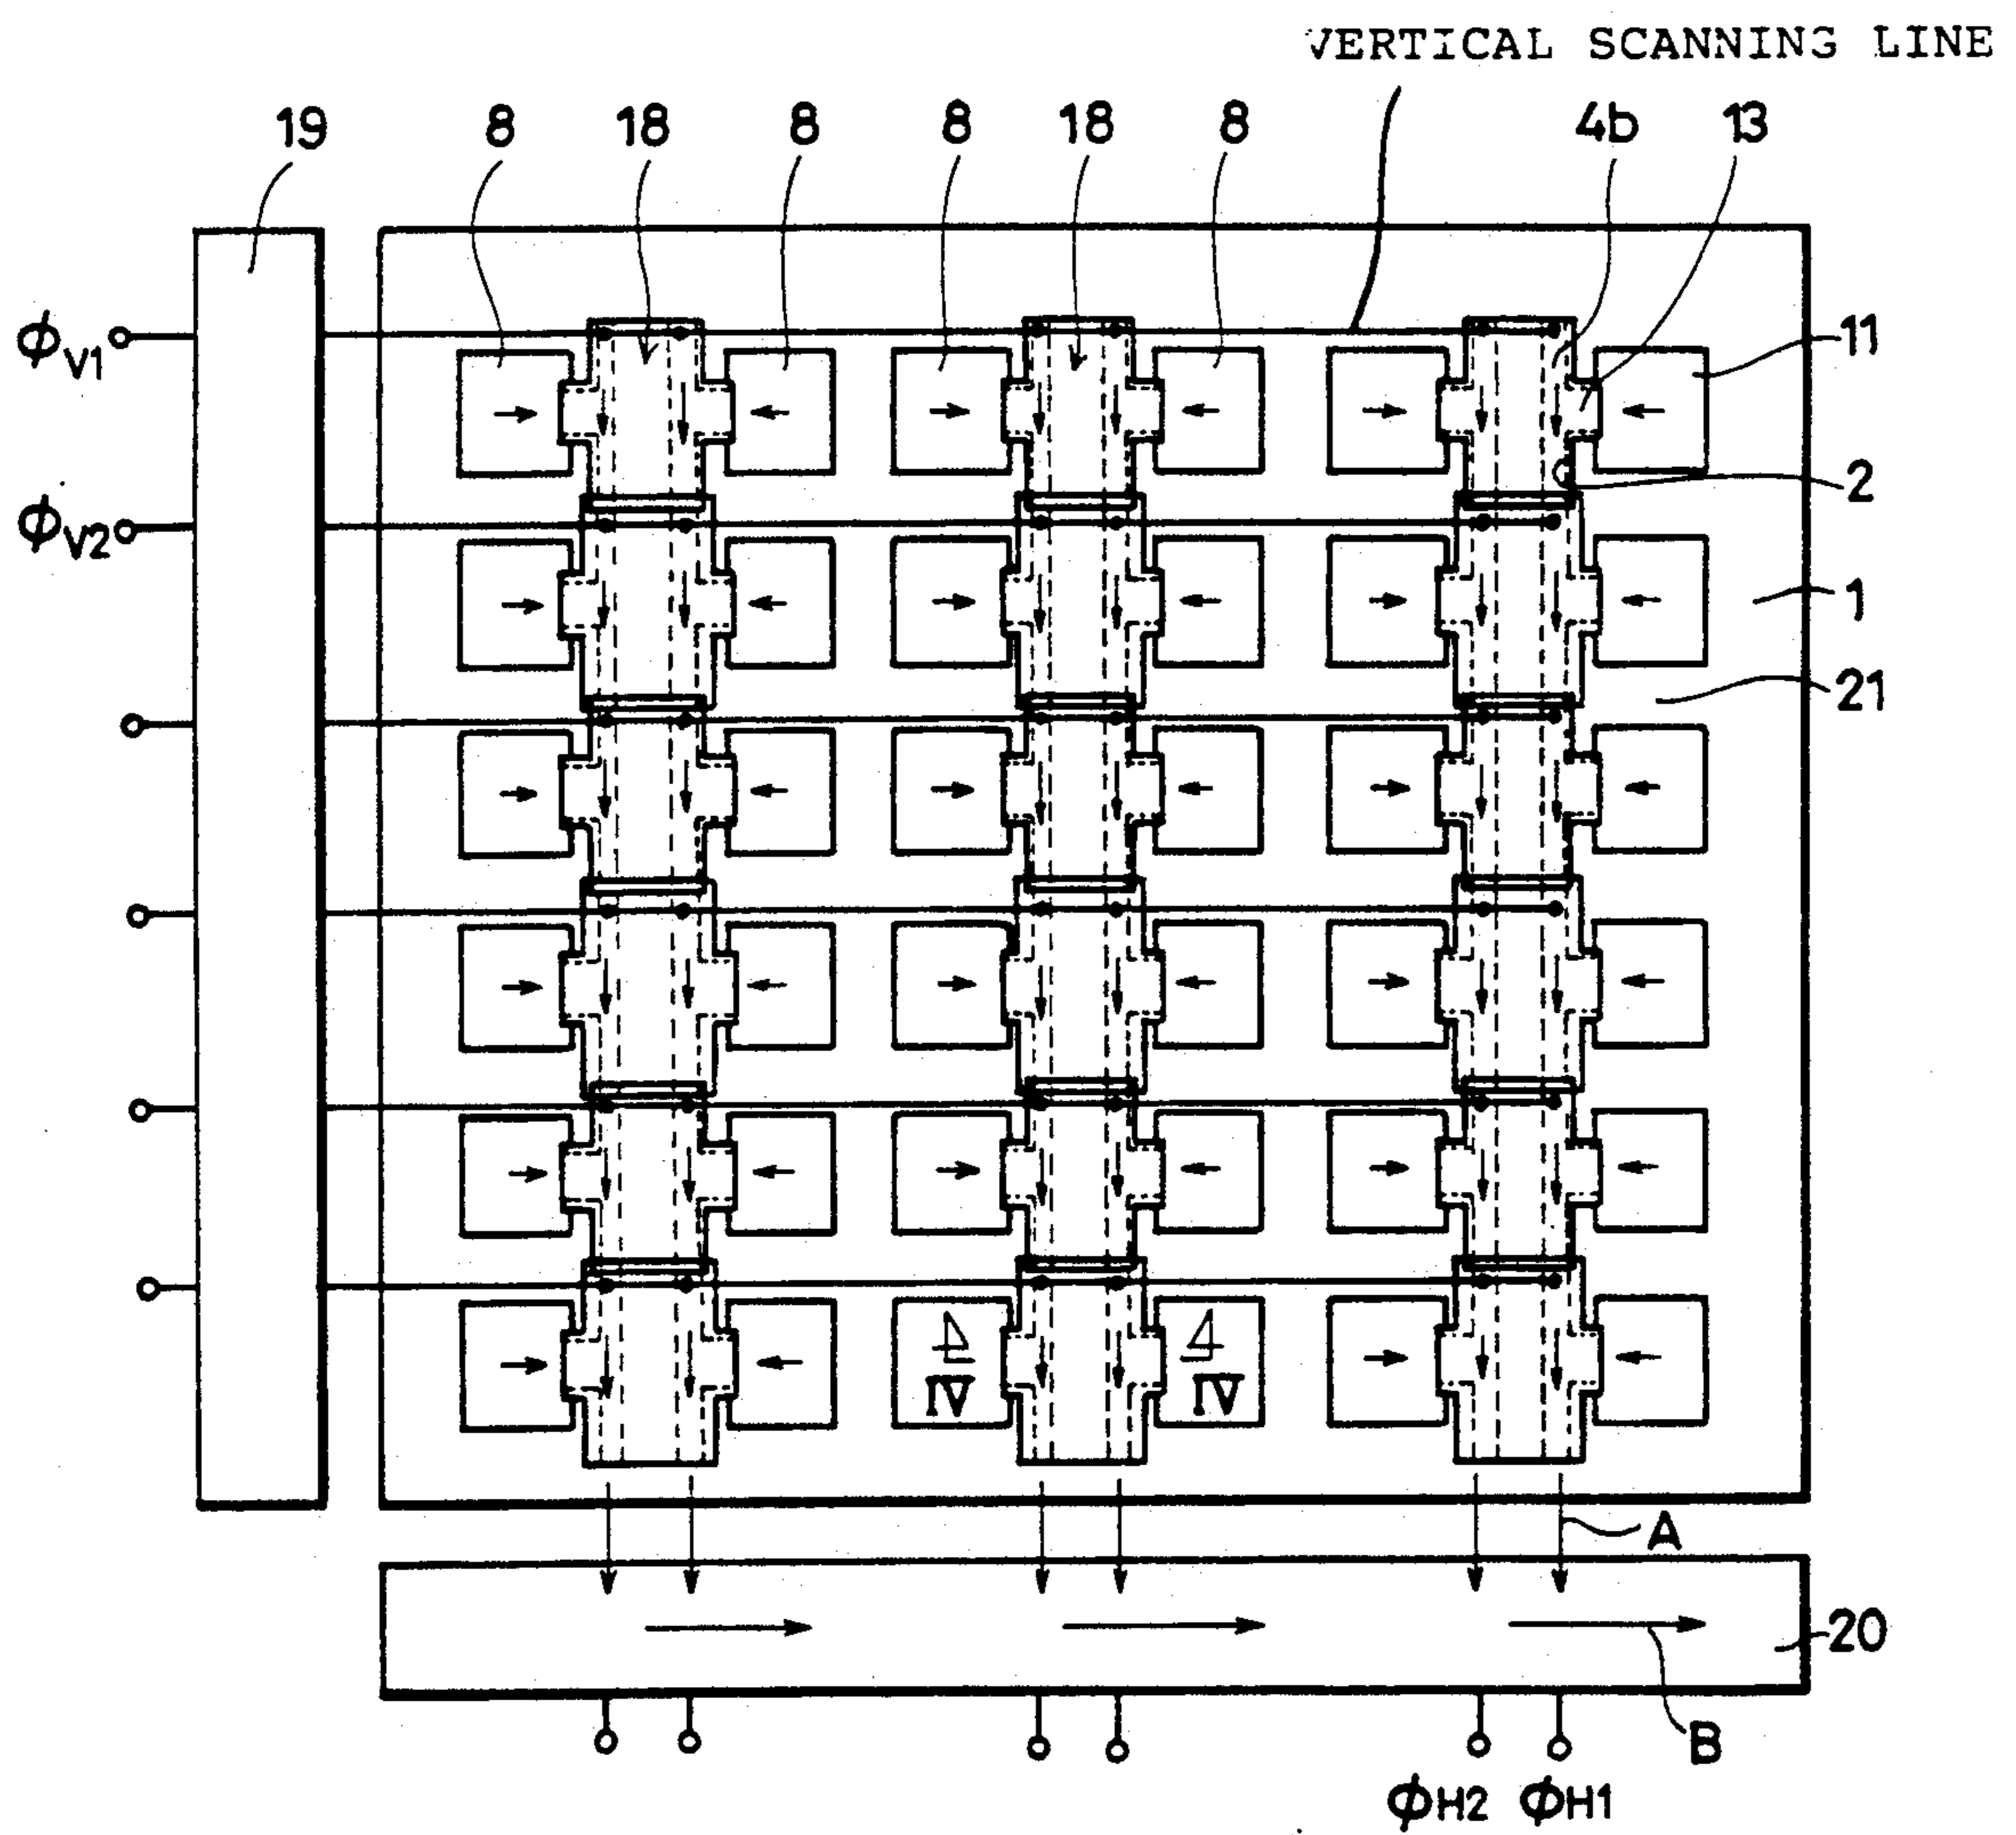 VERTICAL SCANNING LINE
19 8 18 8 8 18 8 4b 13
ΦV1
11
2
ΦV2
1
21
4 4
IV IV
A
20
B
ΦH2 ΦH1